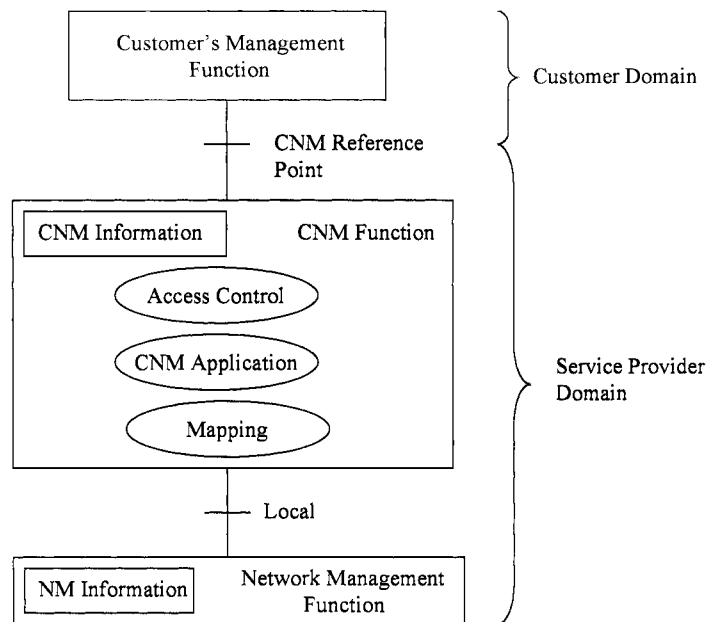 Customer's Management
Function
Customer Domain
CNM Reference
Point
CNM Information
CNM Function
Access Control
CNM Application
Mapping
Service Provider
Domain
Local
NM Information
Network Management
Function